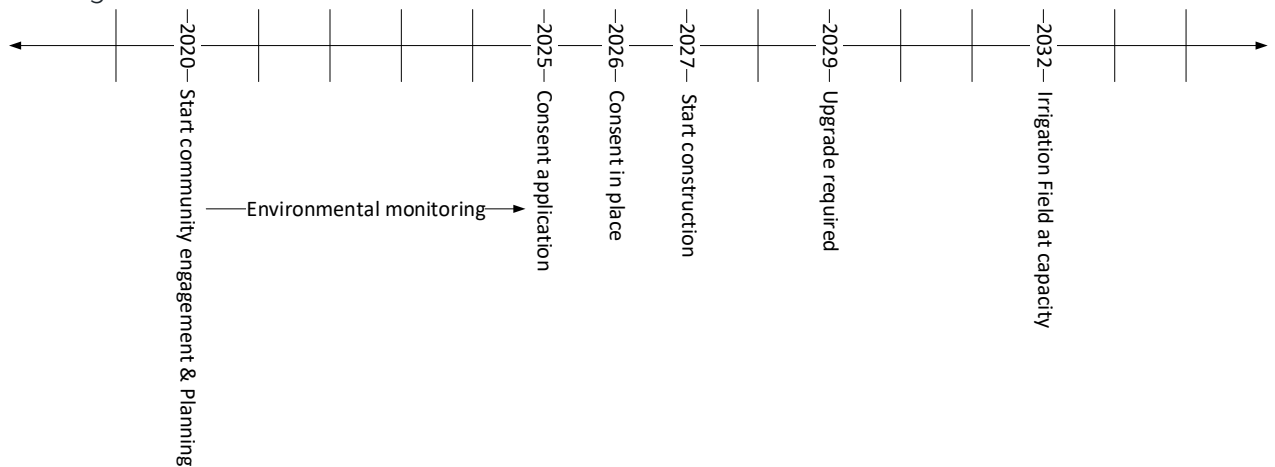 2020
Start community engagement & Planning
Environmental monitoring
2025
Consent application
2026
Consent in place
2027
Start construction
2029
Upgrade required
2032
Irrigation Field at capacity